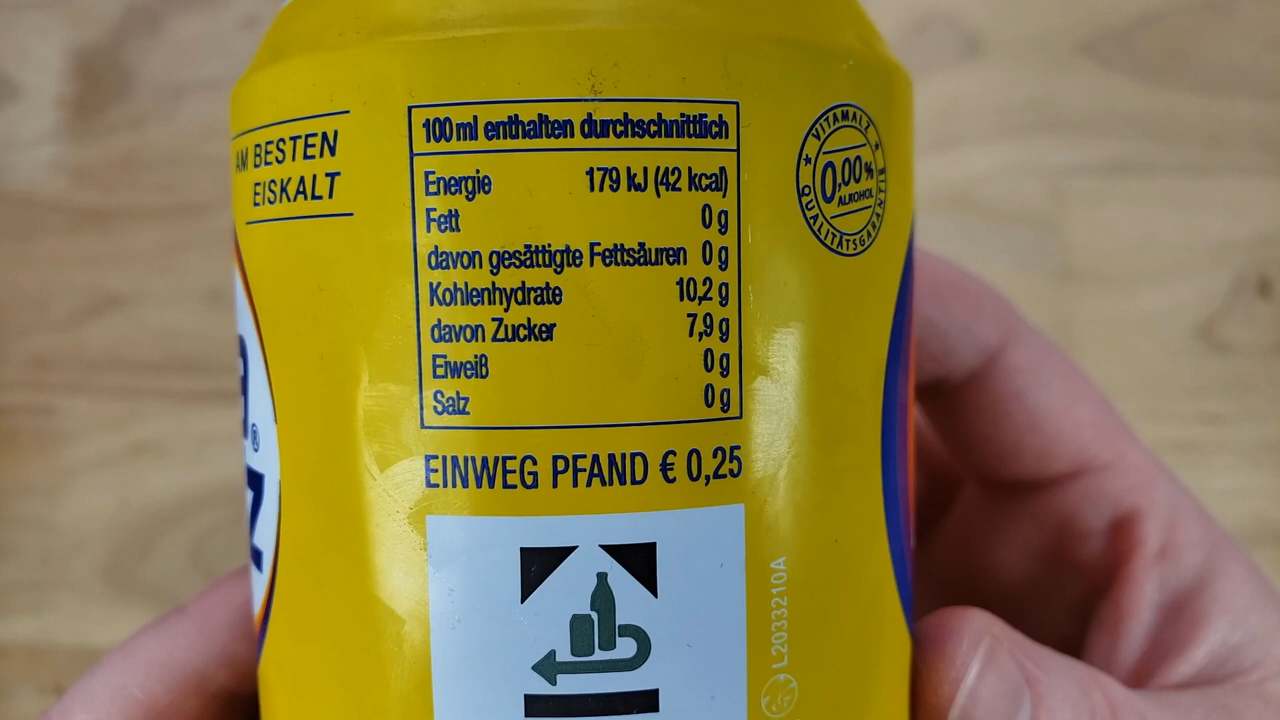 AM BESTEN
EISKALT
100 ml enthalten durchschnittlich
Energie 179 kJ (42 kcal)
Fett 0 g
davon gesättigte Fettsäuren 0 g
Kohlenhydrate 10,2 g
davon Zucker 7,9 g
Eiweiß 0 g
Salz 0 g
EINWEG PFAND € 0,25
VITAMALZ
0,00%
ALKOHOL
QUALITÄTSGARANTIE
a®
z
L2033210A